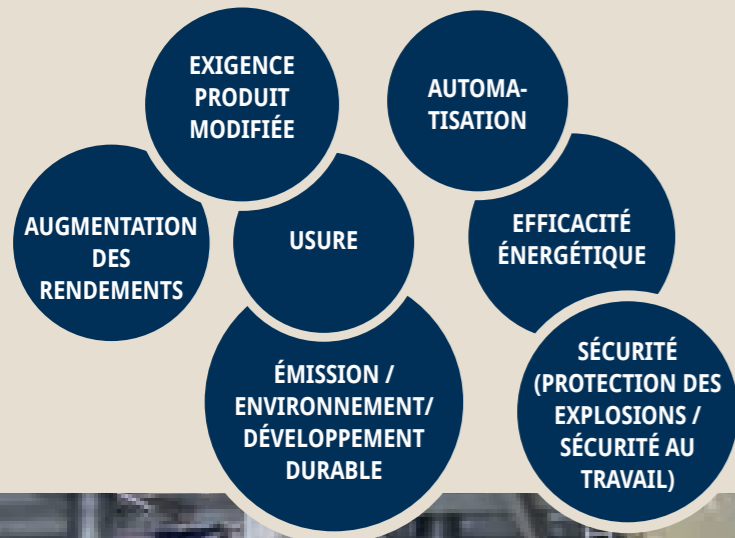 EXIGENCE
PRODUIT
MODIFIÉE
AUTOMA-
TISATION
AUGMENTATION
DES
RENDEMENTS
USURE
EFFICACITÉ
ÉNERGÉTIQUE
ÉMISSION /
ENVIRONNEMENT/
DÉVELOPPEMENT
DURABLE
SÉCURITÉ
(PROTECTION DES
EXPLOSIONS /
SÉCURITÉ AU
TRAVAIL)